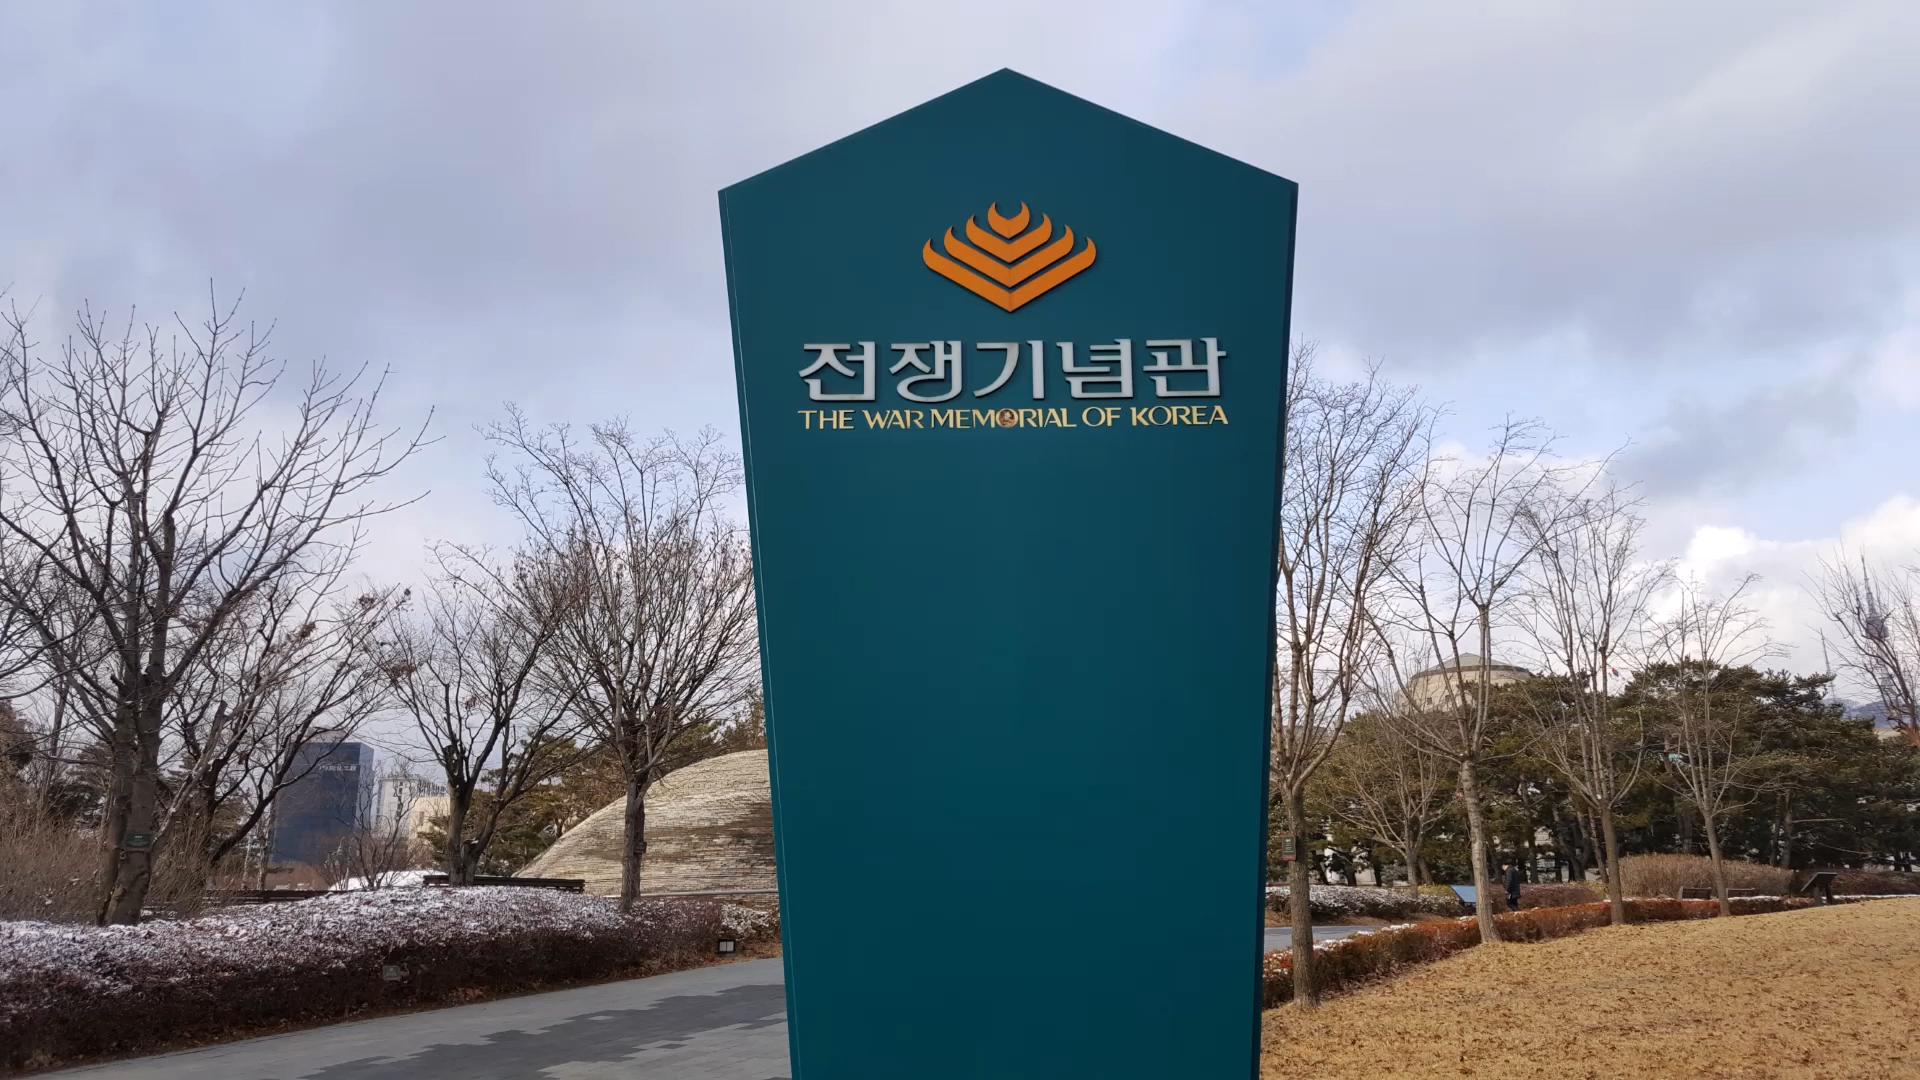 전쟁기념관
THE WAR MEMORIAL OF KOREA